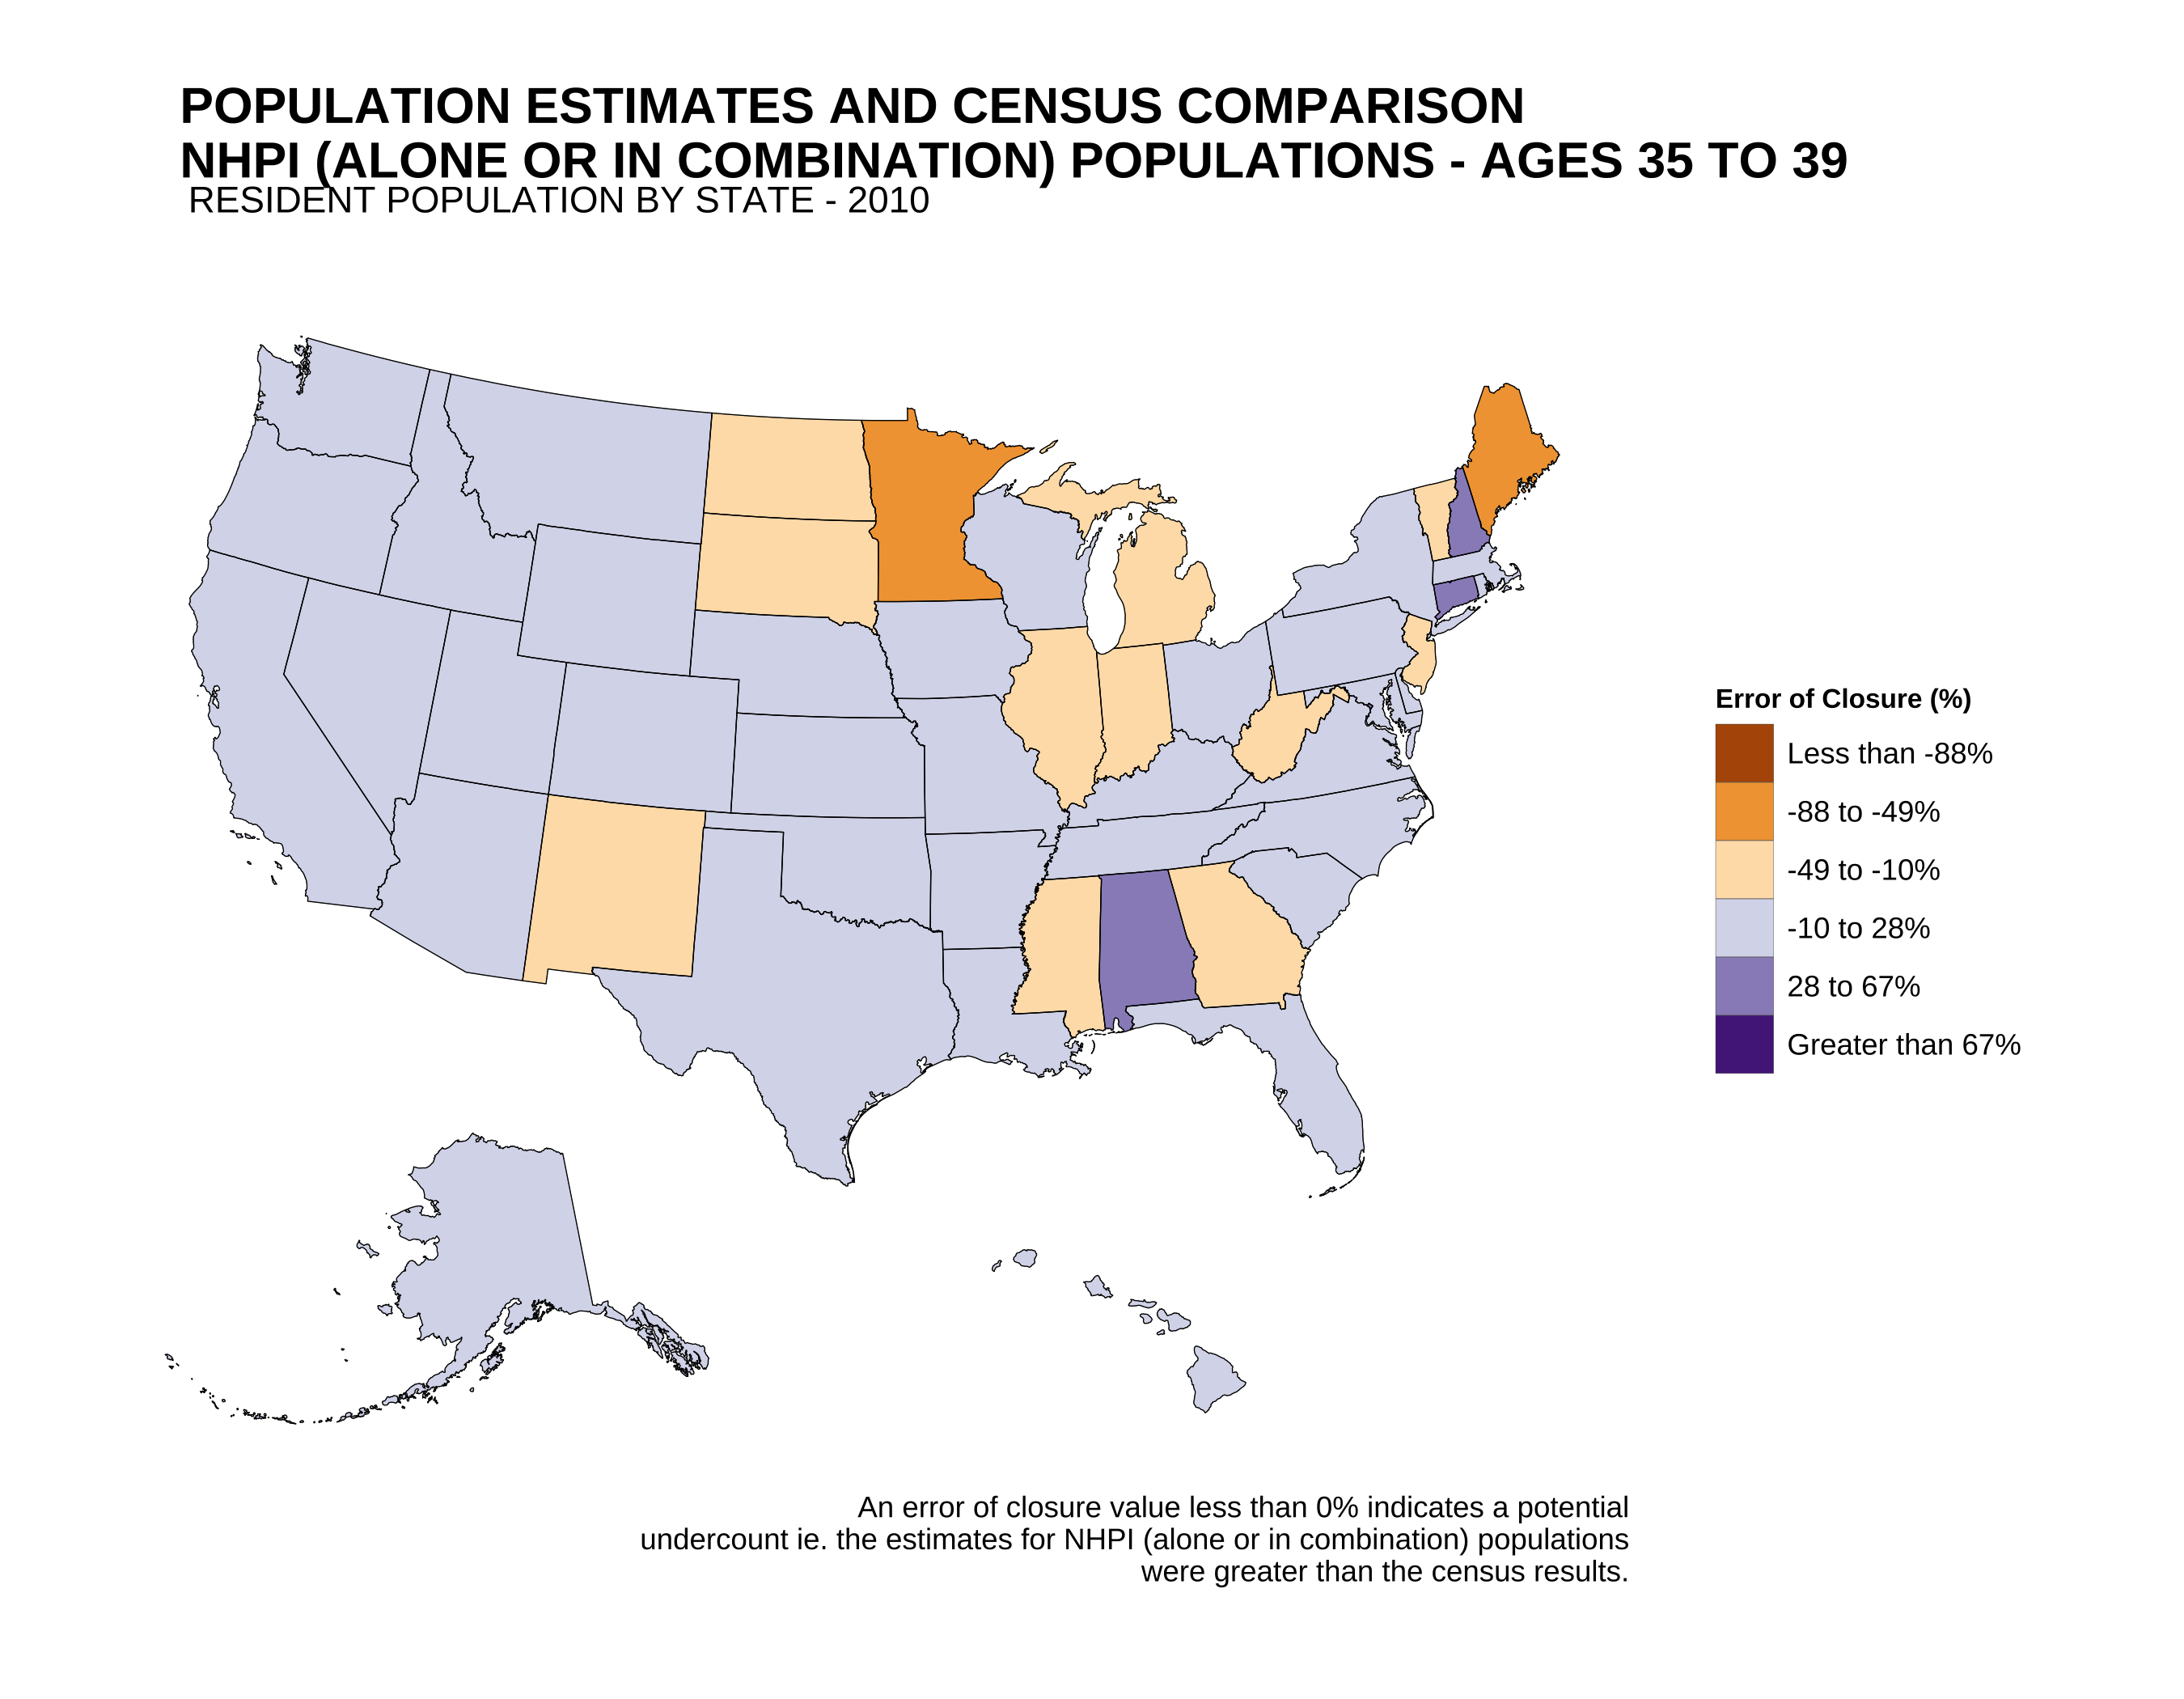 POPULATION ESTIMATES AND CENSUS COMPARISON
NHPI (ALONE OR IN COMBINATION) POPULATIONS - AGES 35 TO 39
RESIDENT POPULATION BY STATE - 2010
Error of Closure (%)
Less than -88%
-88 to -49%
-49 to -10%
-10 to 28%
28 to 67%
Greater than 67%
An error of closure value less than 0% indicates a potential
undercount ie. the estimates for NHPI (alone or in combination) populations
were greater than the census results.